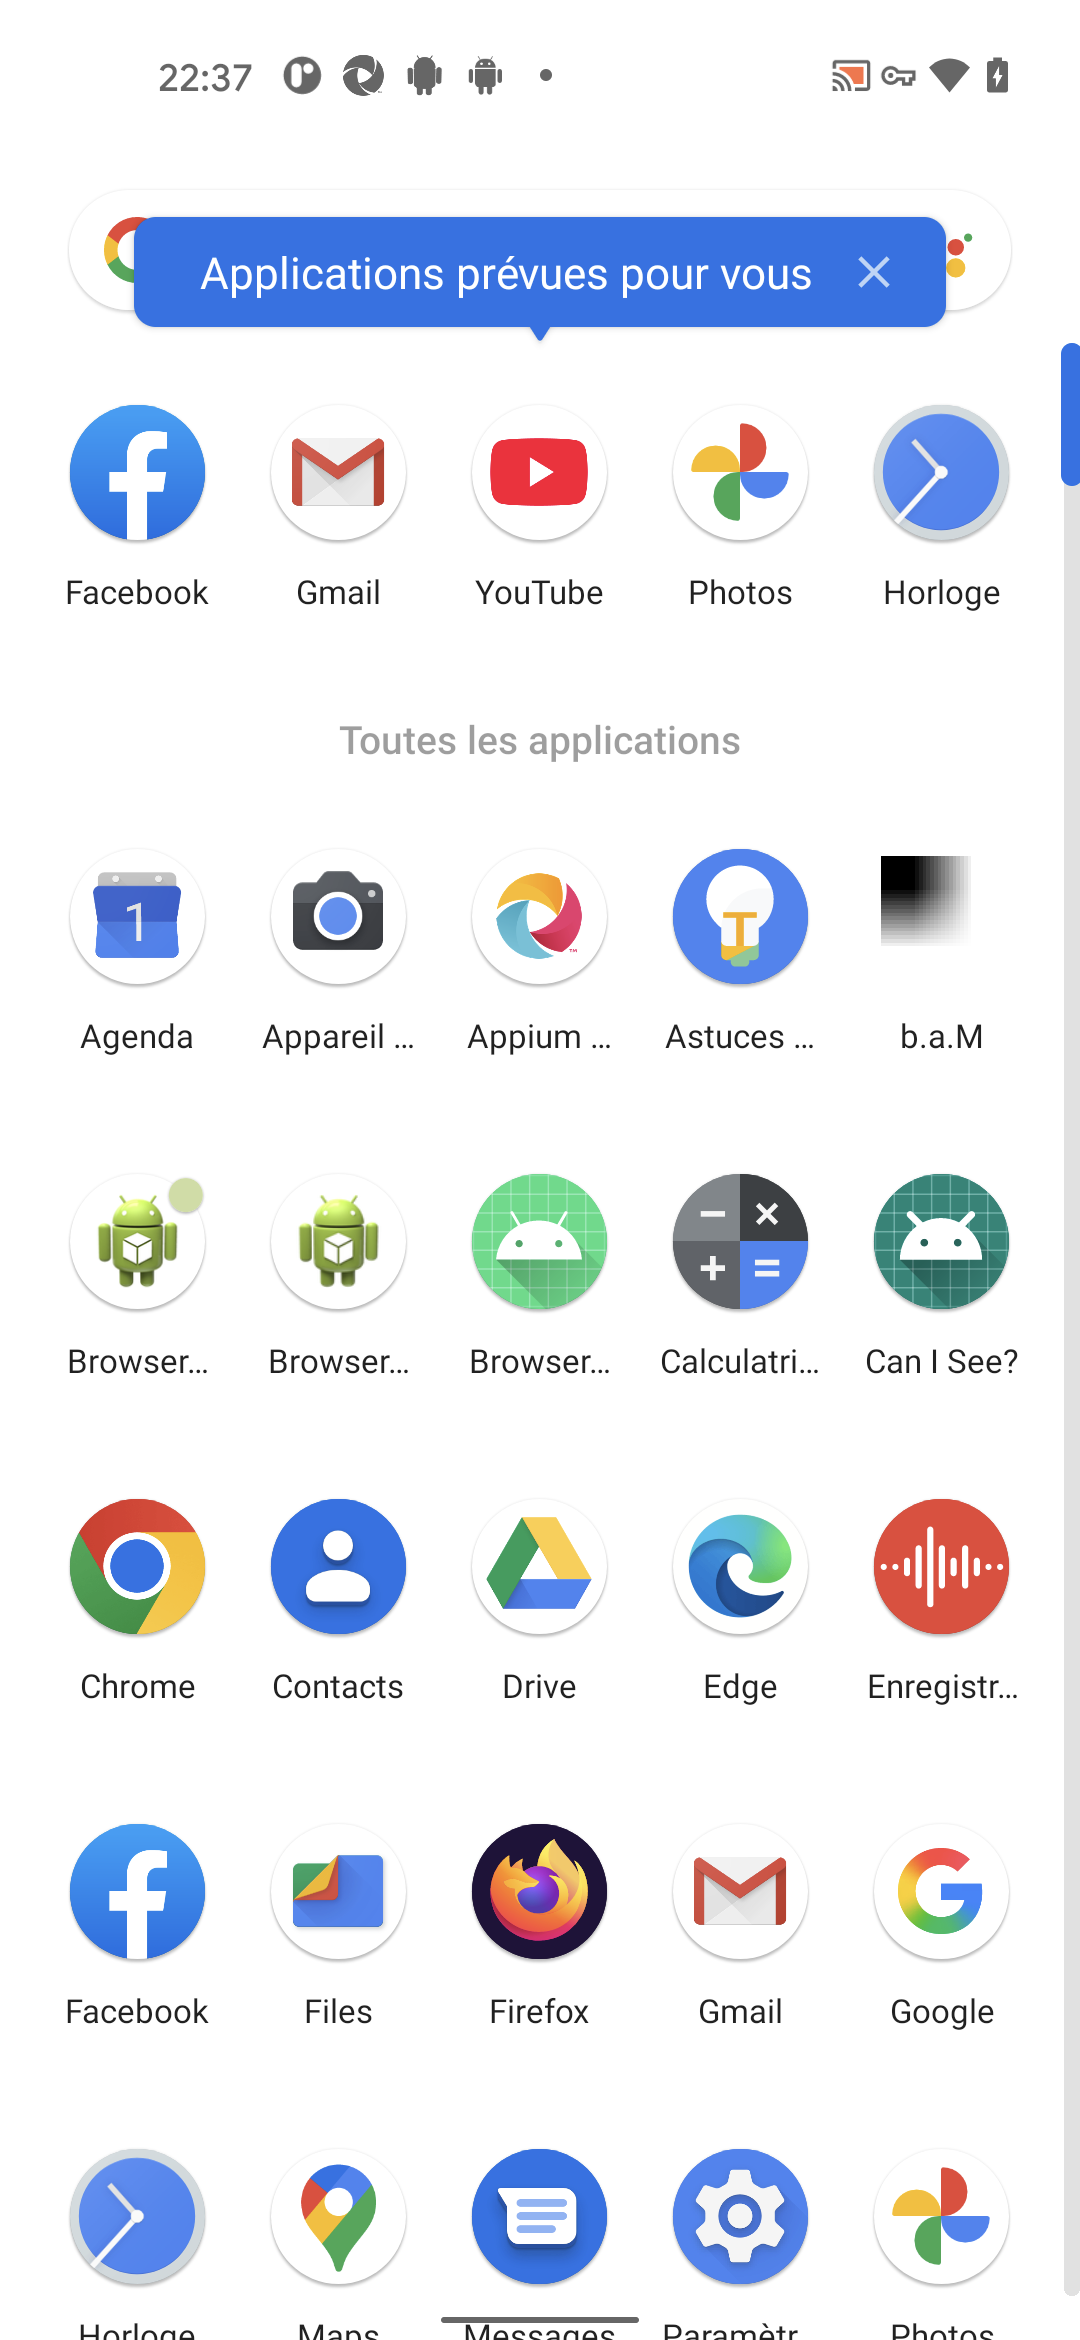 22:37
Applications prévues pour vous
Facebook Gmail YouTube Photos Horloge
Toutes les applications
1
Agenda Appareil ... Appium ... Astuces ... b.a.M
Browser... Browser... Browser... Calculatri... Can I See?
Chrome Contacts Drive Edge Enregistr...
Facebook Files Firefox Gmail Google
Horloge Maps Messages Paramètr... Photos